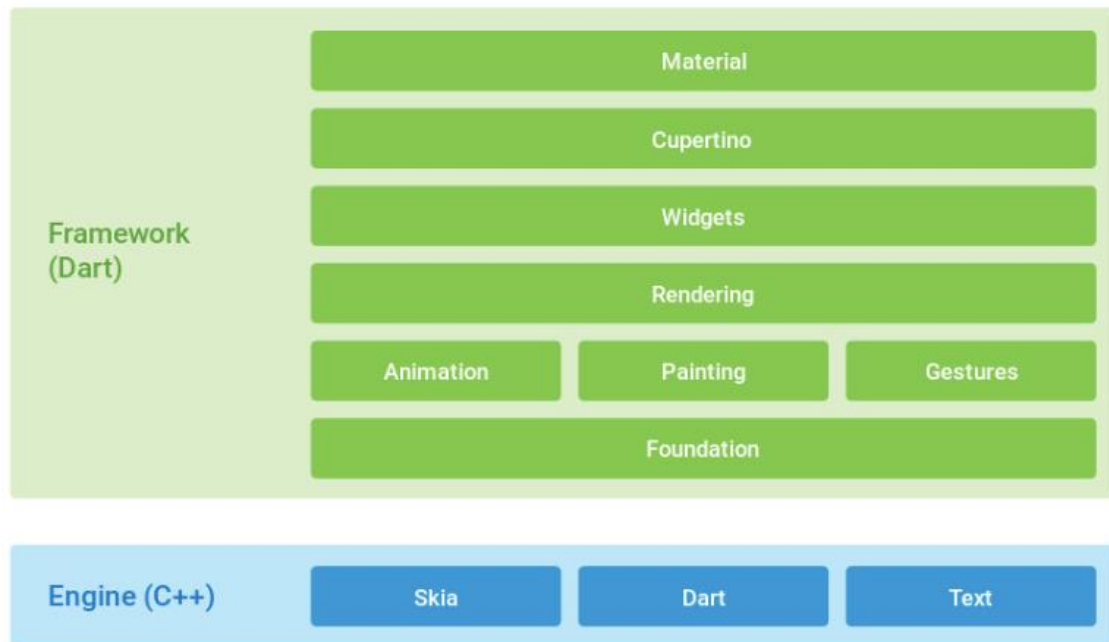 Material
Cupertino
Widgets
Framework
(Dart)
Rendering
Animation Painting Gestures
Foundation
Engine (C++) Skia Dart Text